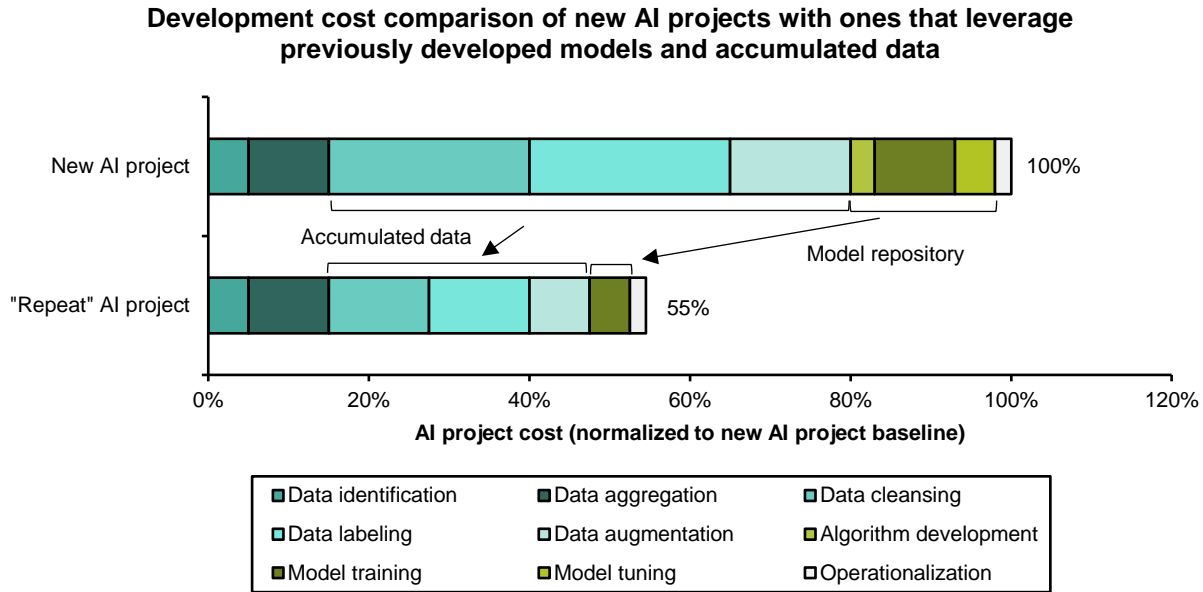 Development cost comparison of new AI projects with ones that leverage
previously developed models and accumulated data
New AI project
100%
Accumulated data
Model repository
"Repeat" AI project
55%
0%
20%
40%
60%
80%
100%
120%
AI project cost (normalized to new AI project baseline)
Data identification
Data aggregation
Data cleansing
Data labeling
Data augmentation
Algorithm development
Model training
Model tuning
Operationalization